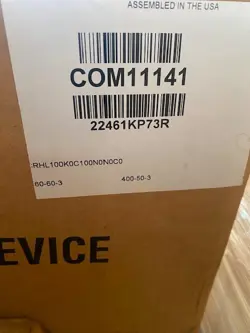 ASSEMBLED IN THE USA
COM11141
22461KP73R
RHL100K0C100N0N0C0
60-60-3 400-50-3
EVICE